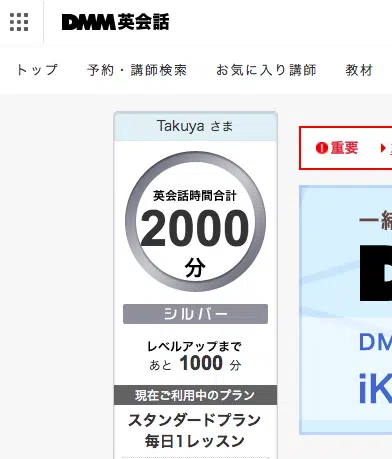 DMM英会話
トップ 予約・講師検索 お気に入り講師 教材
Takuya さま
重要
英会話時間合計
2000
分
シルバー
レベルアップまで
あと 1000 分
現在ご利用中のプラン
スタンダードプラン
毎日1レッスン
一緒
DM
iK